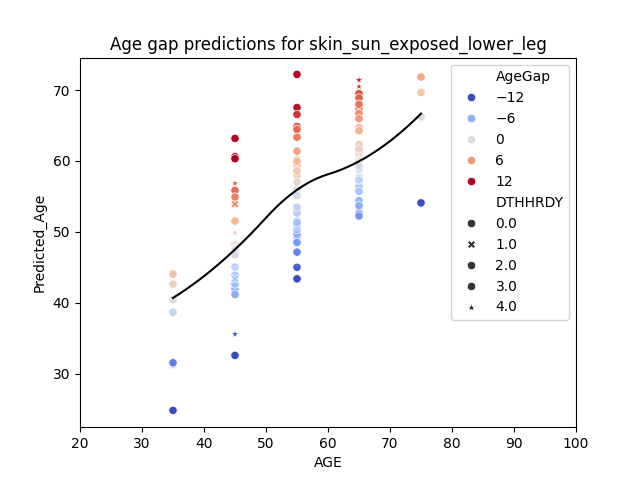 Age gap predictions for skin_sun_exposed_lower_leg
Predicted_Age
70
60
50
40
30
20 30 40 50 60 70 80 90 100
AGE
AgeGap
−12
−6
0
6
12
DTHHRDY
0.0
1.0
2.0
3.0
4.0